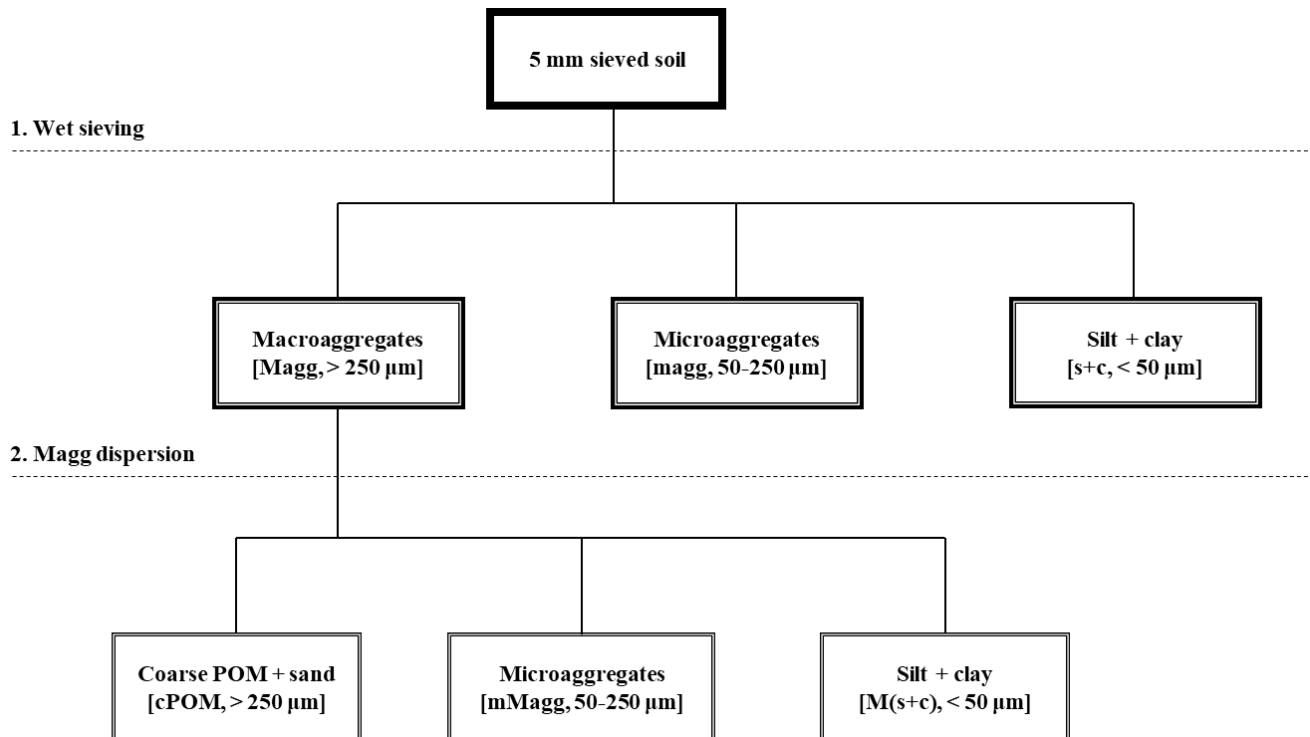 5 mm sieved soil
1. Wet sieving
Macroaggregates
[Magg, > 250 µm]
Microaggregates
[magg, 50-250 µm]
Silt + clay
[s+c, < 50 µm]
2. Magg dispersion
Coarse POM + sand
[cPOM, > 250 µm]
Microaggregates
[mMagg, 50-250 µm]
Silt + clay
[M(s+c), < 50 µm]